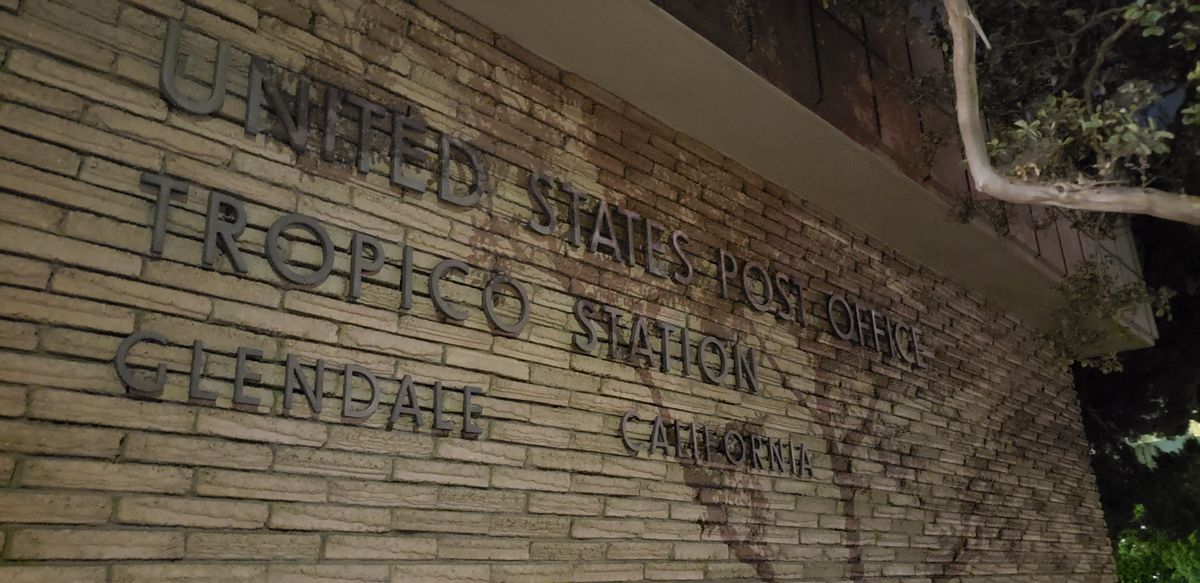 UNITED STATES POST OFFICE
TROPICO STATION
GLENDALE CALIFORNIA